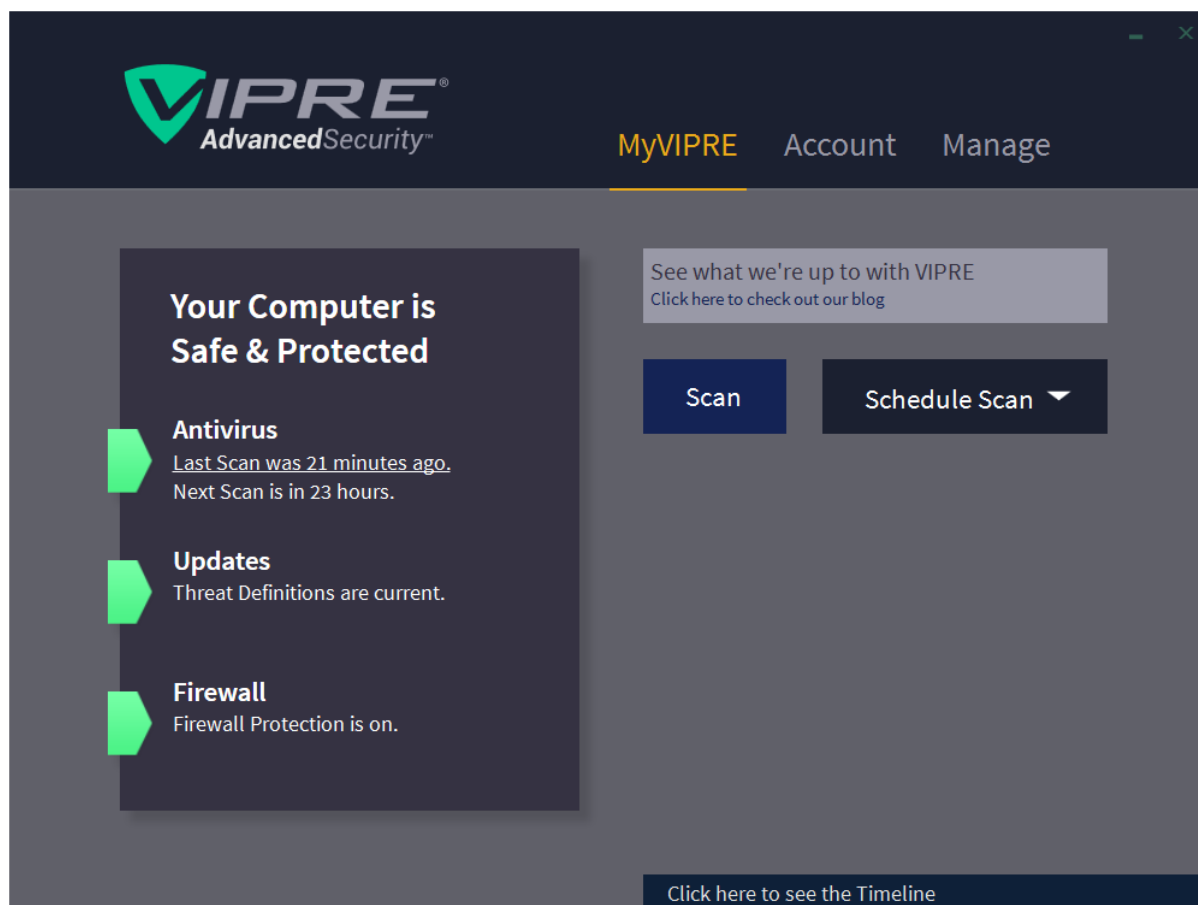 VIPRE®
AdvancedSecurity™
MyVIPRE Account Manage
Your Computer is
Safe & Protected
Antivirus
Last Scan was 21 minutes ago.
Next Scan is in 23 hours.
Updates
Threat Definitions are current.
Firewall
Firewall Protection is on.
See what we're up to with VIPRE
Click here to check out our blog
Scan
Schedule Scan
Click here to see the Timeline